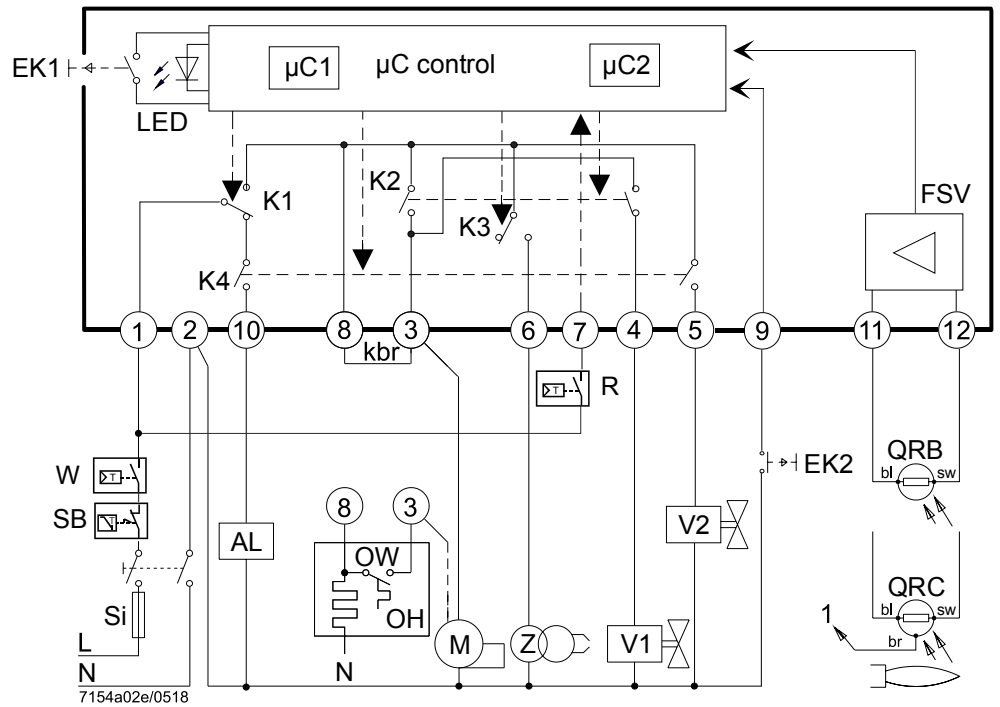 EK1
µC1
µC control
µC2
LED
FSV
K1
K2
K3
K4
1
2
10
8
3
6
7
4
5
9
11
12
kbr
R
T
W
T
SB
T
EK2
QRB
bl
sw
8
3
V2
AL
OW
OH
Si
L
N
N
M
Z
V1
QRC
bl
sw
br
1
7154a02e/0518